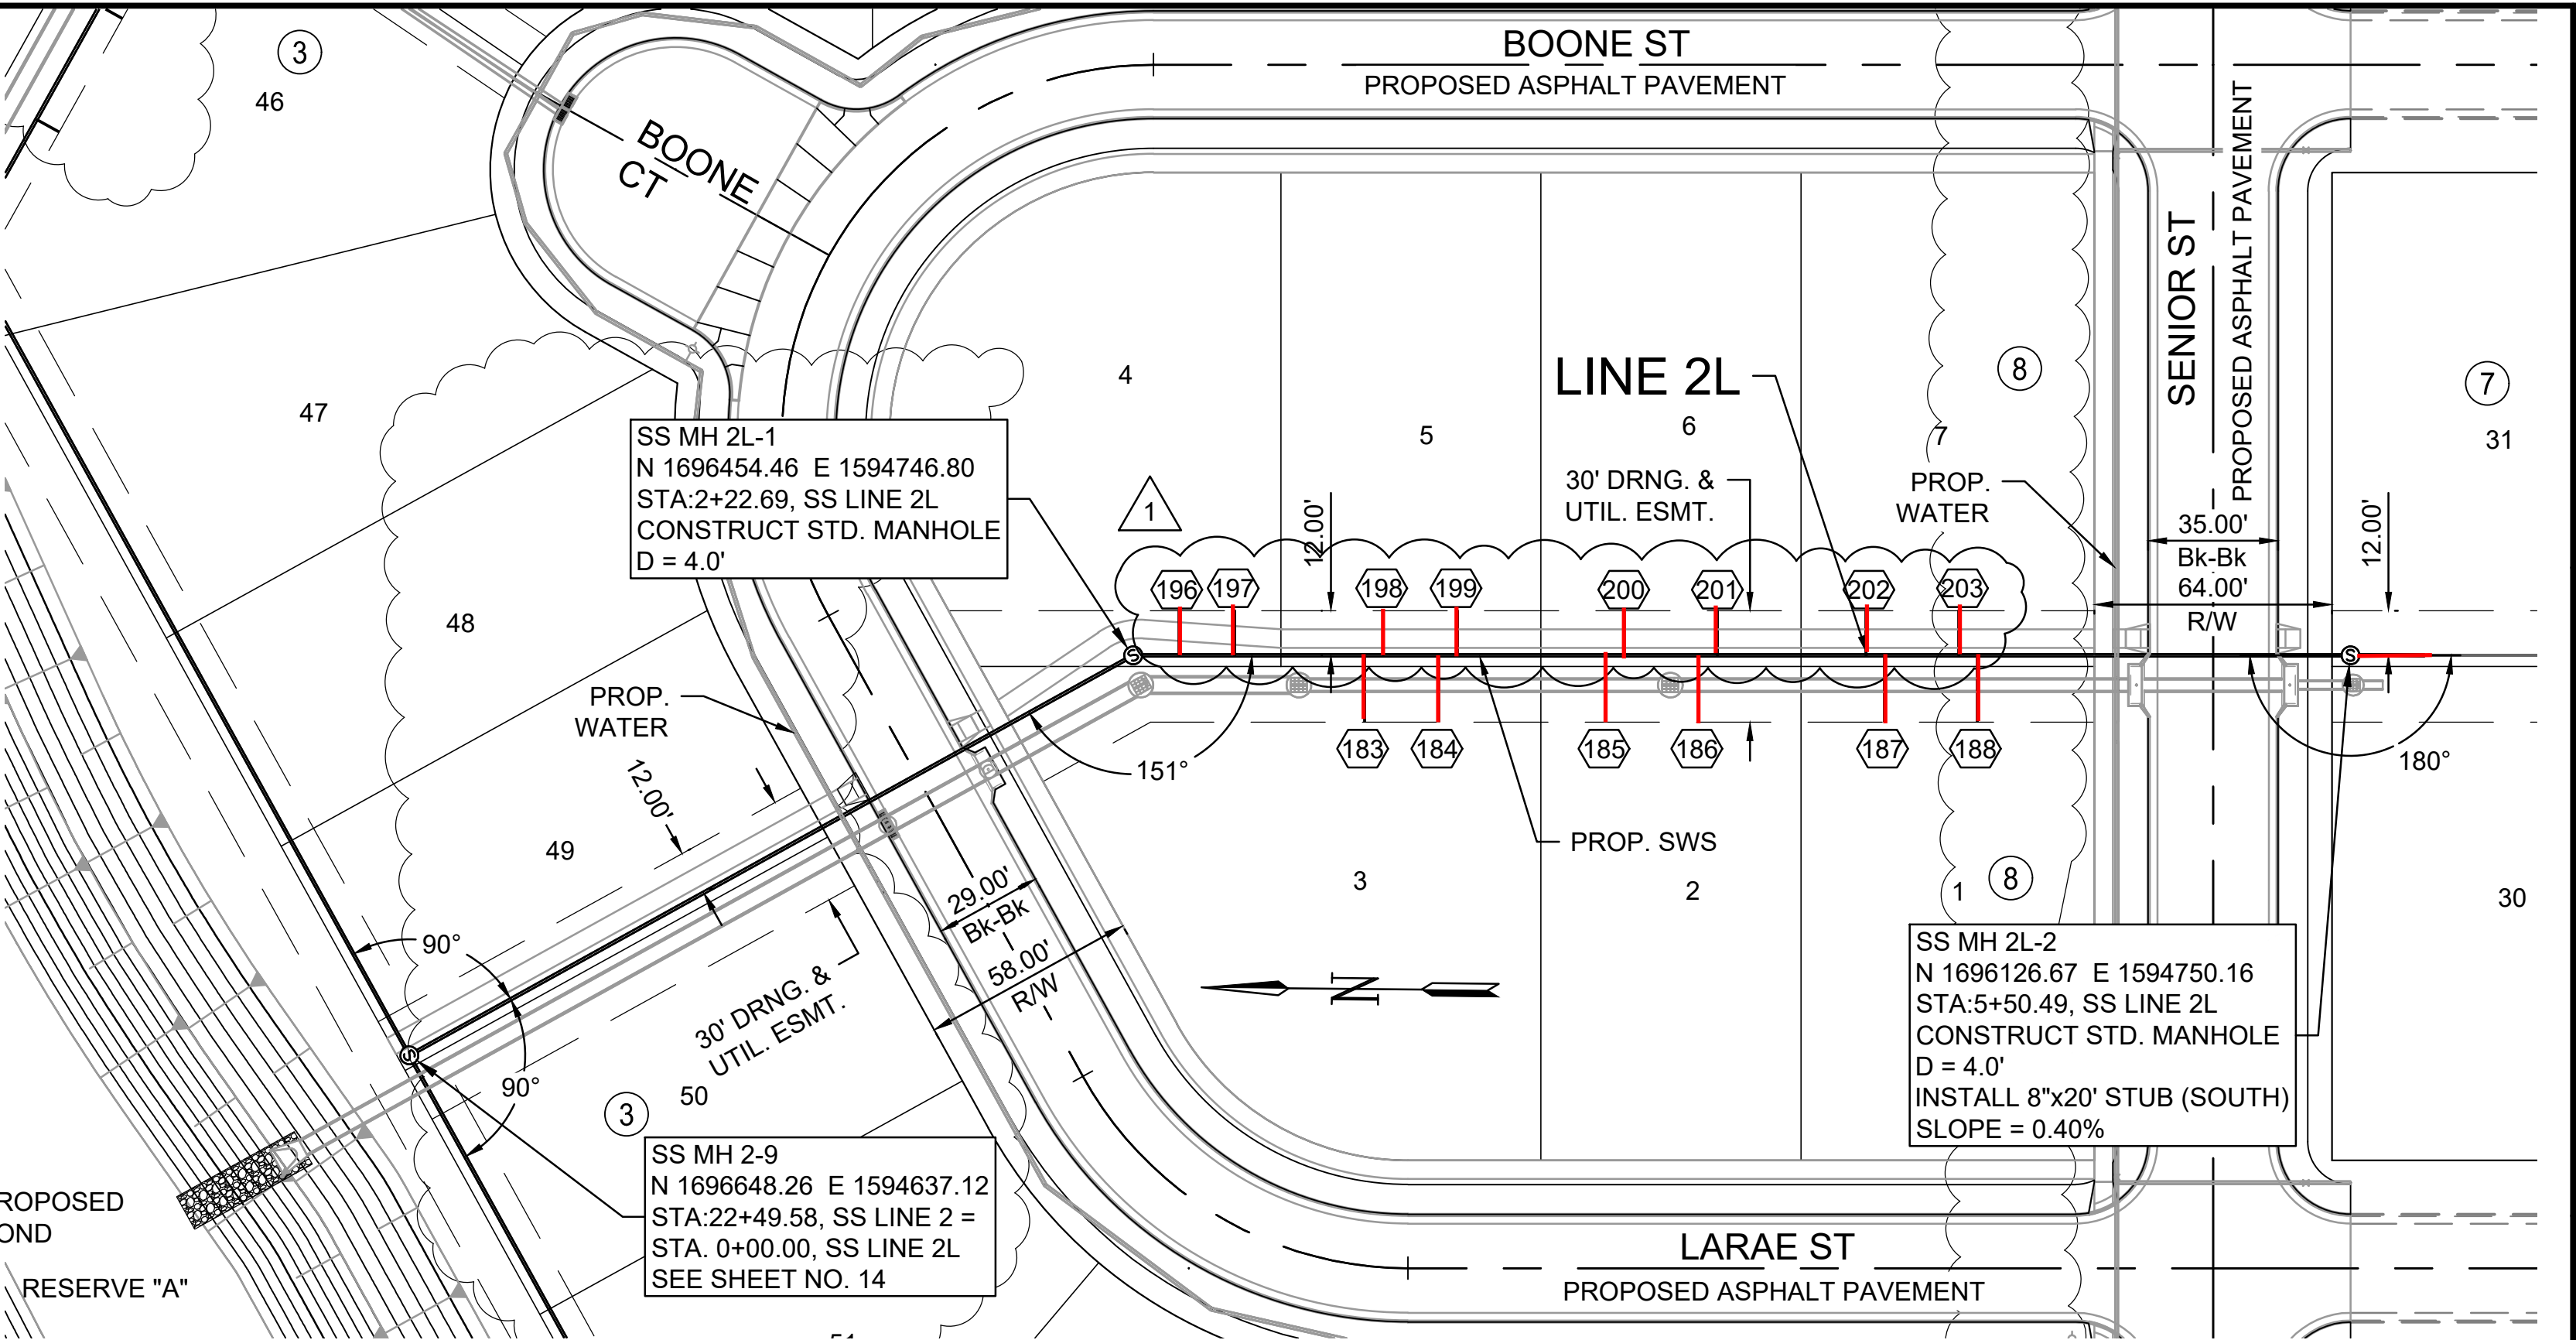 BOONE ST
PROPOSED ASPHALT PAVEMENT
3
46
BOONE
CT
SENIOR ST
PROPOSED ASPHALT PAVEMENT
47
4
5
LINE 2L
6
7
8
7
31
SS MH 2L-1
N 1696454.46 E 1594746.80
STA:2+22.69, SS LINE 2L
CONSTRUCT STD. MANHOLE
D = 4.0'
1
12.00'
30' DRNG. &
UTIL. ESMT.
PROP.
WATER
35.00'
Bk-Bk
64.00'
R/W
12.00'
196
197
198
199
200
201
202
203
48
S
S
PROP.
WATER
183
184
185
186
187
188
151°
180°
12.00'
49
PROP. SWS
3
2
1
8
30
29.00'
Bk-Bk
58.00'
R/W
90°
90°
S
30' DRNG. &
UTIL. ESMT.
N
3
50
SS MH 2L-2
N 1696126.67 E 1594750.16
STA:5+50.49, SS LINE 2L
CONSTRUCT STD. MANHOLE
D = 4.0'
INSTALL 8"x20' STUB (SOUTH)
SLOPE = 0.40%
SS MH 2-9
N 1696648.26 E 1594637.12
STA:22+49.58, SS LINE 2 =
STA. 0+00.00, SS LINE 2L
SEE SHEET NO. 14
ROPOSED
OND
RESERVE "A"
LARAE ST
PROPOSED ASPHALT PAVEMENT